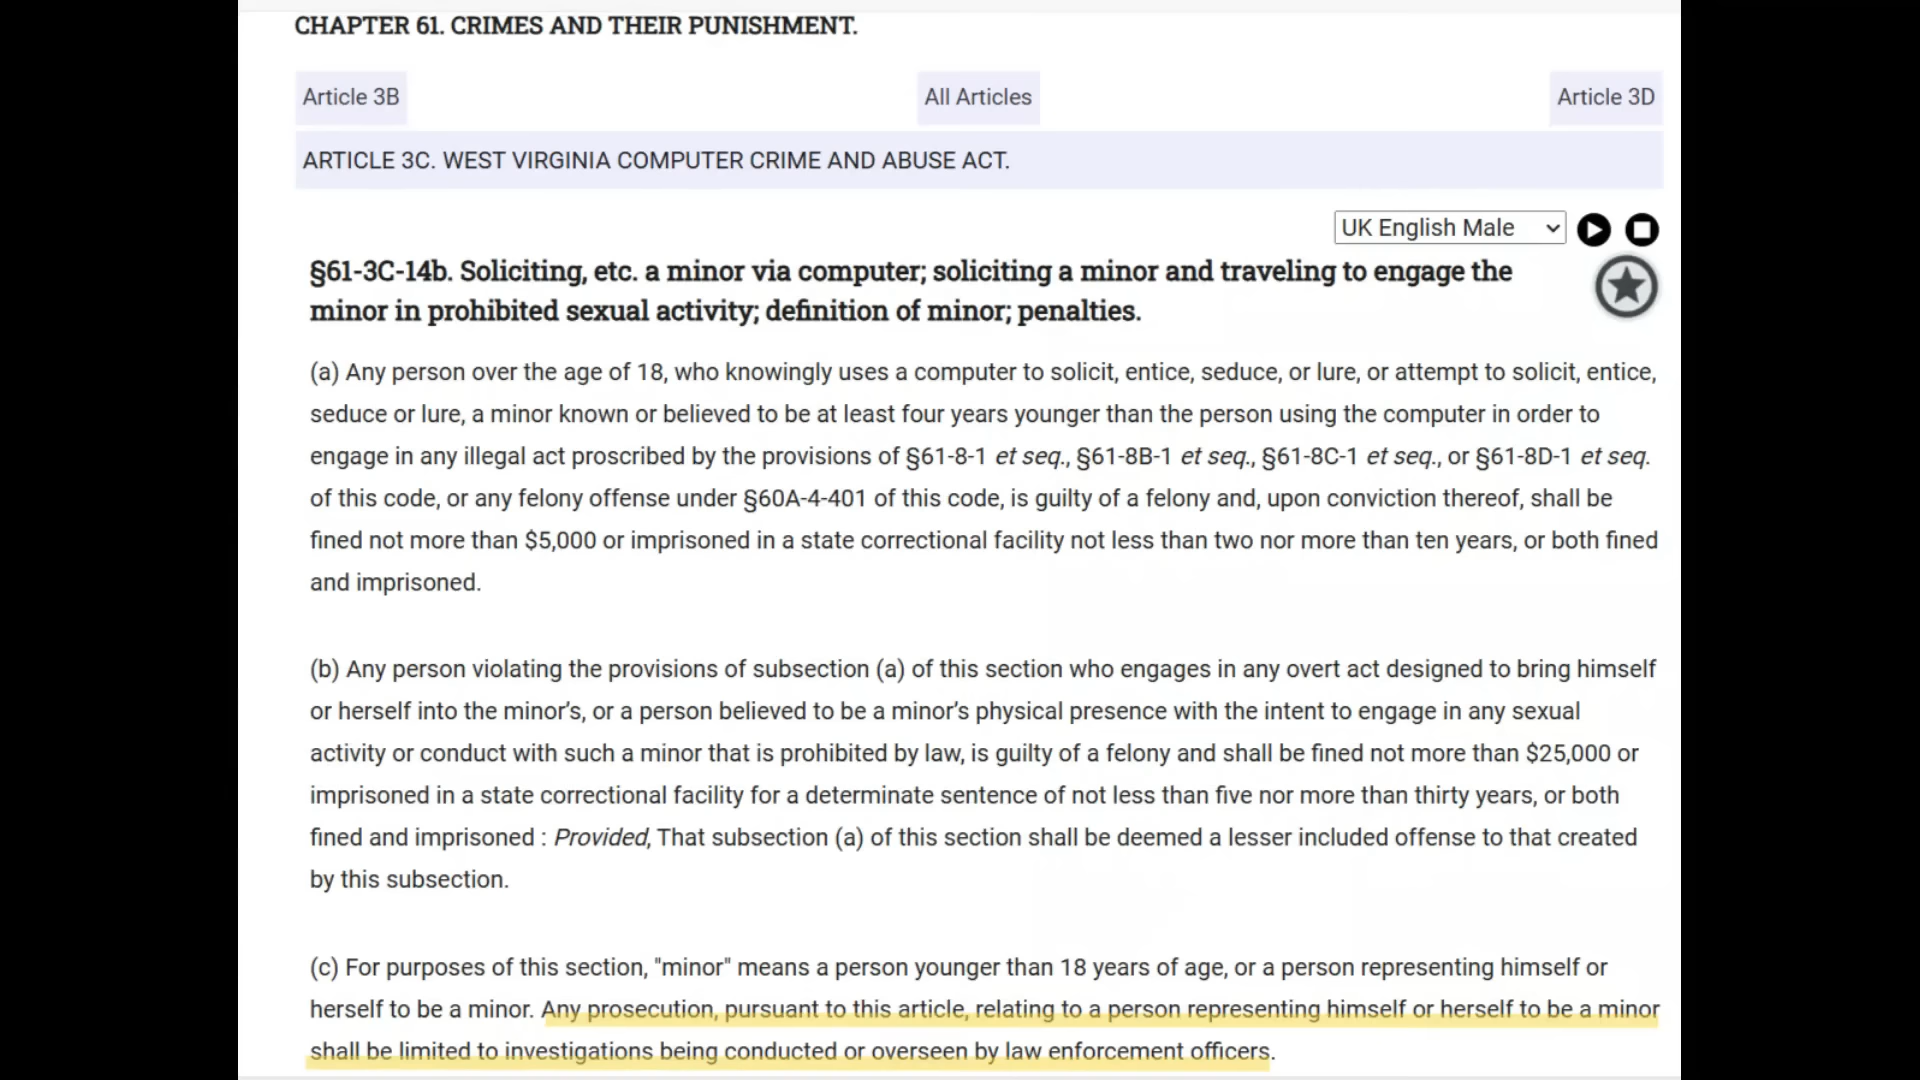 CHAPTER 61. CRIMES AND THEIR PUNISHMENT.
Article 3B
All Articles
Article 3D
ARTICLE 3C. WEST VIRGINIA COMPUTER CRIME AND ABUSE ACT.
UK English Male
§61-3C-14b. Soliciting, etc. a minor via computer; soliciting a minor and traveling to engage the
minor in prohibited sexual activity; definition of minor; penalties.
(a) Any person over the age of 18, who knowingly uses a computer to solicit, entice, seduce, or lure, or attempt to solicit, entice,
seduce or lure, a minor known or believed to be at least four years younger than the person using the computer in order to
engage in any illegal act proscribed by the provisions of §61-8-1 et seq., §61-8B-1 et seq., §61-8C-1 et seq., or §61-8D-1 et seq.
of this code, or any felony offense under §60A-4-401 of this code, is guilty of a felony and, upon conviction thereof, shall be
fined not more than $5,000 or imprisoned in a state correctional facility not less than two nor more than ten years, or both fined
and imprisoned.
(b) Any person violating the provisions of subsection (a) of this section who engages in any overt act designed to bring himself
or herself into the minor’s, or a person believed to be a minor’s physical presence with the intent to engage in any sexual
activity or conduct with such a minor that is prohibited by law, is guilty of a felony and shall be fined not more than $25,000 or
imprisoned in a state correctional facility for a determinate sentence of not less than five nor more than thirty years, or both
fined and imprisoned : Provided, That subsection (a) of this section shall be deemed a lesser included offense to that created
by this subsection.
(c) For purposes of this section, "minor" means a person younger than 18 years of age, or a person representing himself or
herself to be a minor. Any prosecution, pursuant to this article, relating to a person representing himself or herself to be a minor
shall be limited to investigations being conducted or overseen by law enforcement officers.